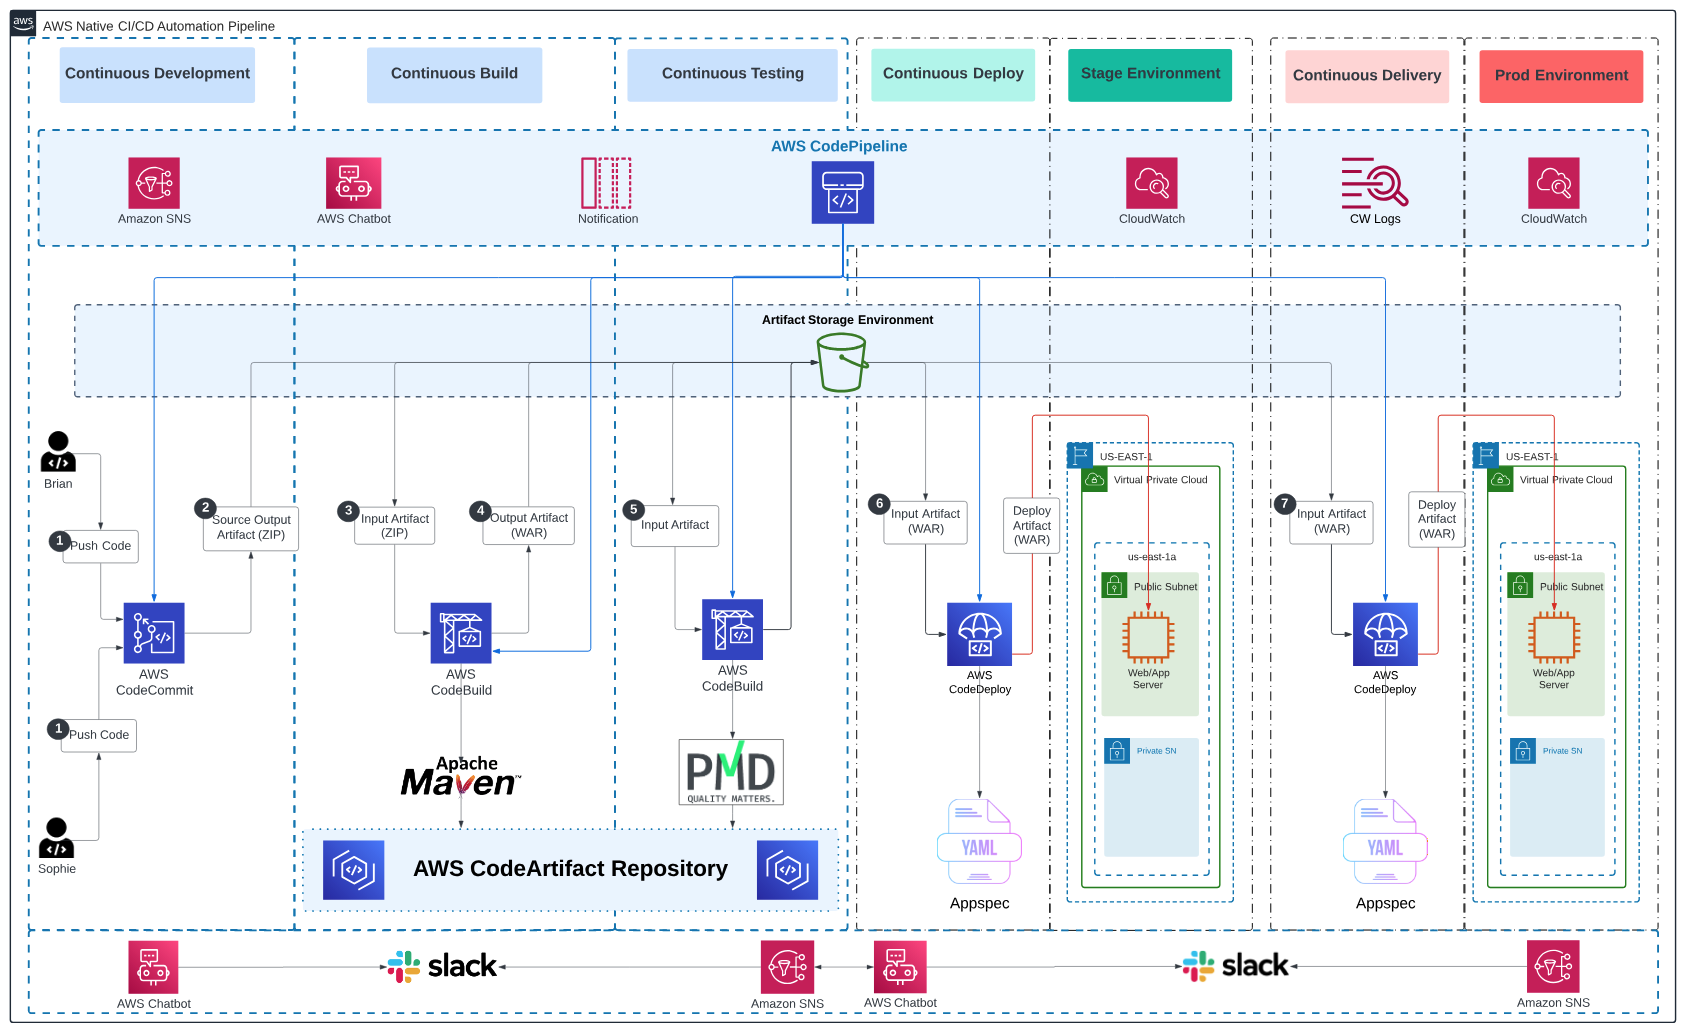 aws
AWS Native CI/CD Automation Pipeline
Continuous Development
Continuous Build
Continuous Testing
Continuous Deploy
Stage Environment
Continuous Delivery
Prod Environment
AWS CodePipeline
Amazon SNS
AWS Chatbot
Notification
CloudWatch
CW Logs
CloudWatch
Artifact Storage Environment
Brian
1
Push Code
2
Source Output
Artifact (ZIP)
3
Input Artifact
(ZIP)
4
Output Artifact
(WAR)
5
Input Artifact
6
Input Artifact
(WAR)
Deploy
Artifact
(WAR)
US-EAST-1
Virtual Private Cloud
us-east-1a
Public Subnet
Web/App
Server
Private SN
7
Input Artifact
(WAR)
Deploy
Artifact
(WAR)
US-EAST-1
Virtual Private Cloud
us-east-1a
Public Subnet
Web/App
Server
Private SN
AWS
CodeCommit
AWS
CodeBuild
AWS
CodeBuild
AWS
CodeDeploy
AWS
CodeDeploy
1
Push Code
Sophie
Apache
Maven™
PMD
QUALITY MATTERS.
YAML
Appspec
YAML
Appspec
AWS CodeArtifact Repository
AWS Chatbot
slack
Amazon SNS
AWS Chatbot
slack
Amazon SNS